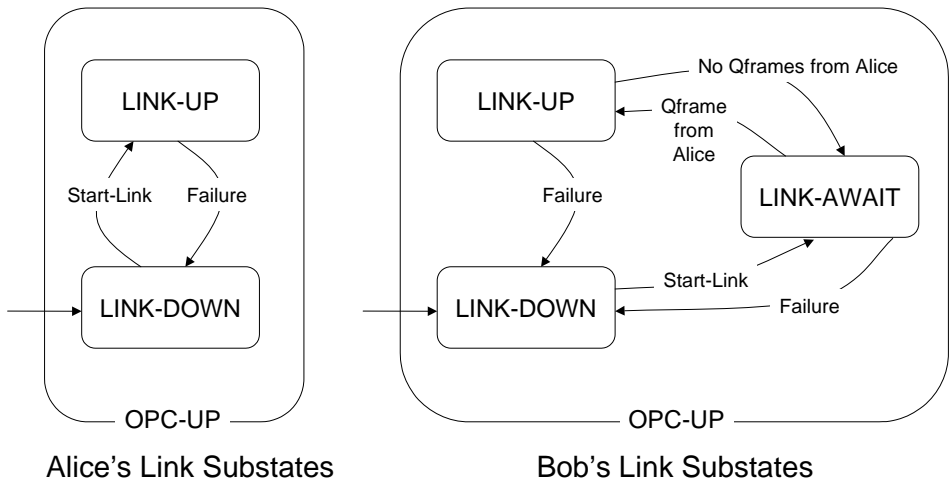 LINK-UP
Start-Link
Failure
LINK-DOWN
OPC-UP
Alice's Link Substates
LINK-UP
No Qframes from Alice
Qframe
from
Alice
LINK-AWAIT
Failure
LINK-DOWN
Start-Link
Failure
OPC-UP
Bob's Link Substates